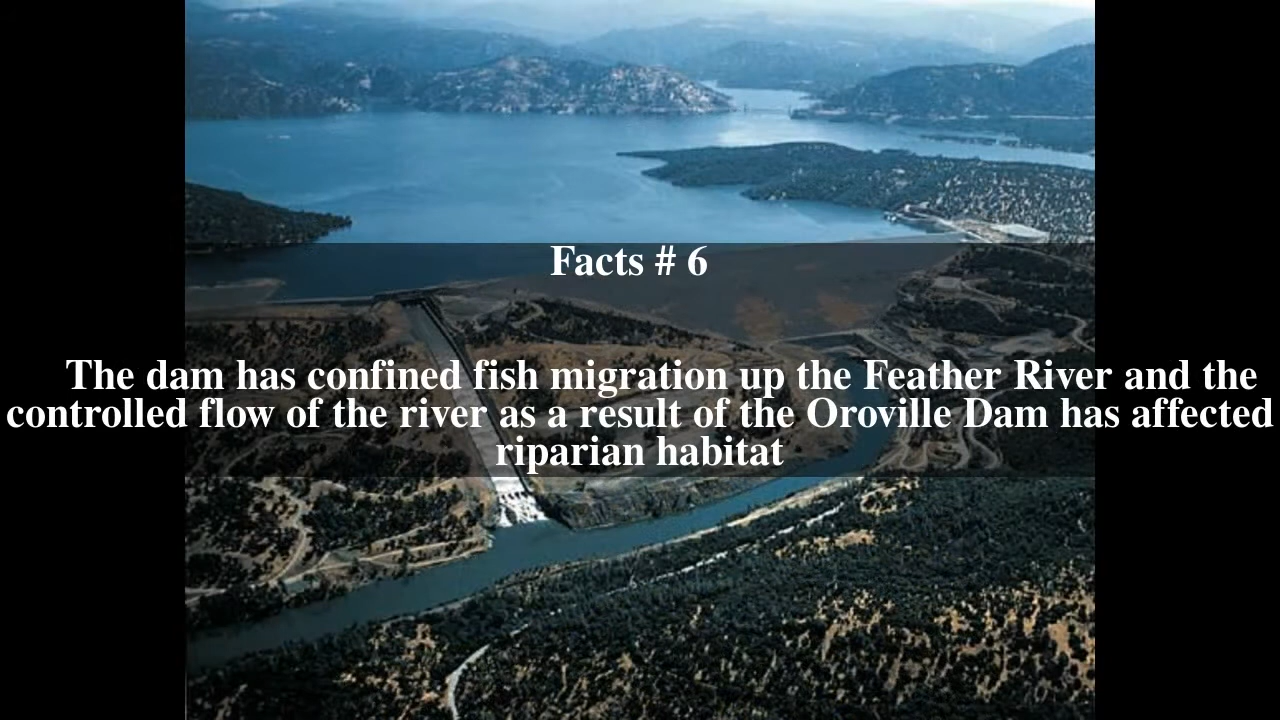 Facts # 6
The dam has confined fish migration up the Feather River and the
controlled flow of the river as a result of the Oroville Dam has affected
riparian habitat